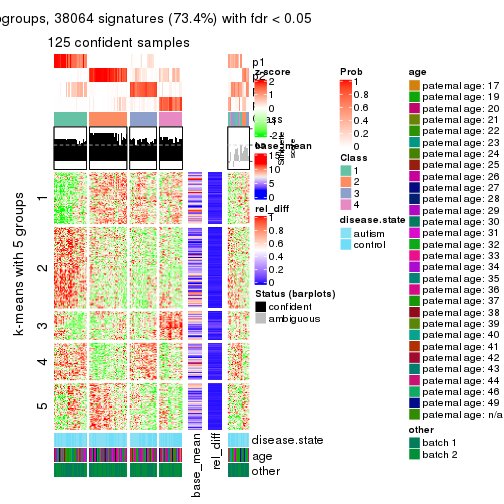 ogroups, 38064 signatures (73.4%) with fdr < 0.05
125 confident samples
p1
z-score
2
1
0
-1
-2
base_mean
15
10
5
0
rel_diff
1
0.8
0.6
0.4
0.2
0
Status (barplots)
confident
ambiguous
Prob
1
0.8
0.6
0.4
0.2
0
Class
1
2
3
4
disease.state
autism
control
age
paternal age: 17
paternal age: 19
paternal age: 20
paternal age: 21
paternal age: 22
paternal age: 23
paternal age: 24
paternal age: 25
paternal age: 26
paternal age: 27
paternal age: 28
paternal age: 29
paternal age: 30
paternal age: 31
paternal age: 32
paternal age: 33
paternal age: 34
paternal age: 35
paternal age: 36
paternal age: 37
paternal age: 38
paternal age: 39
paternal age: 40
paternal age: 41
paternal age: 42
paternal age: 43
paternal age: 44
paternal age: 46
paternal age: 49
paternal age: n/a
other
batch 1
batch 2
k-means with 5 groups
1
2
3
4
5
disease.state
age
other
base_mean
rel_diff